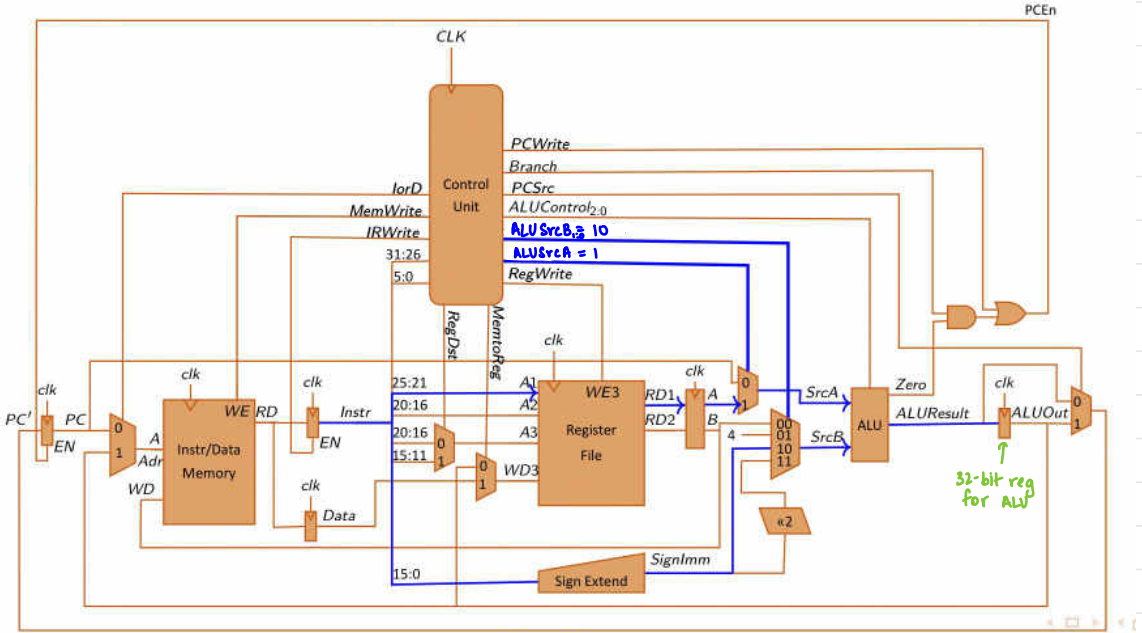 PCEn
CLK
PCWrite
Branch
IorD
Control
Unit
PCSrc
MemWrite
ALUControl2:0
IRWrite
31:26
ALUSrcA = 1
5:0
RegWrite
RegDst
MemtoReg
clk
clk
clk
clk
clk
clk
PC'
PC
EN
0
1
A
Adr
WD
WE
RD
Instr/Data
Memory
Instr
EN
clk
Data
25:21
20:16
20:16
15:11
0
1
0
1
A1
A2
A3
WD3
WE3
Register
File
RD1
RD2
A
B
0
1
4
00
01
10
11
SrcA
SrcB
ALU
Zero
ALUResult
ALUOut
0
1
32-bit reg
for ALU
«2
15:0
Sign Extend
SignImm